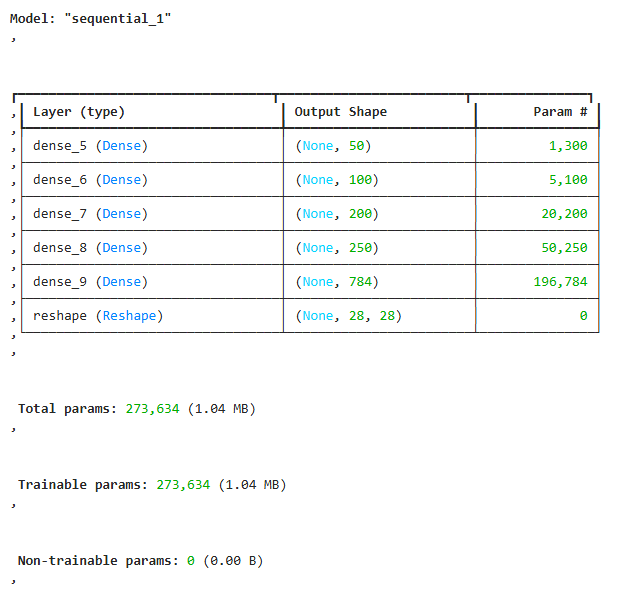 Model: "sequential_1"
,
,
Layer (type) Output Shape Param #
,
, dense_5 (Dense) (None, 50) 1,300
,
, dense_6 (Dense) (None, 100) 5,100
,
, dense_7 (Dense) (None, 200) 20,200
,
, dense_8 (Dense) (None, 250) 50,250
,
, dense_9 (Dense) (None, 784) 196,784
,
, reshape (Reshape) (None, 28, 28) 0
,
,
Total params: 273,634 (1.04 MB)
,
Trainable params: 273,634 (1.04 MB)
,
Non-trainable params: 0 (0.00 B)
,